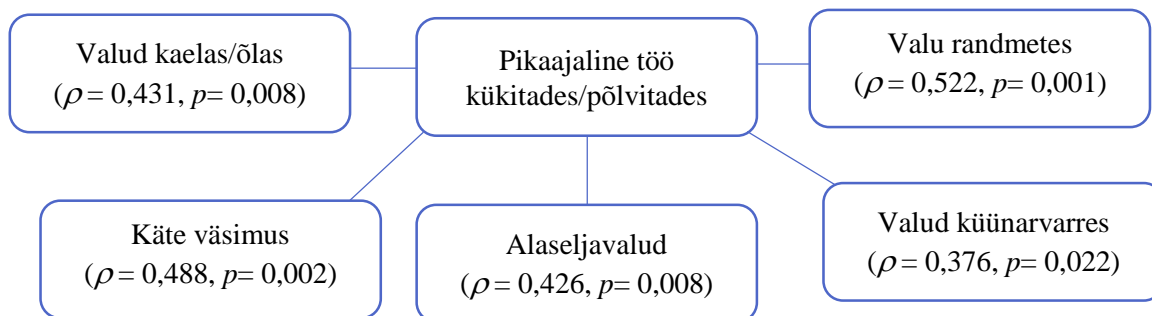 Valud kaelas/õlas
(ρ = 0,431, p= 0,008)
Pikaajaline töö
kükitades/põlvitades
Valu randmetes
(ρ = 0,522, p= 0,001)
Käte väsimus
(ρ = 0,488, p= 0,002)
Alaseljavalud
(ρ = 0,426, p= 0,008)
Valud küünarvarres
(ρ = 0,376, p= 0,022)